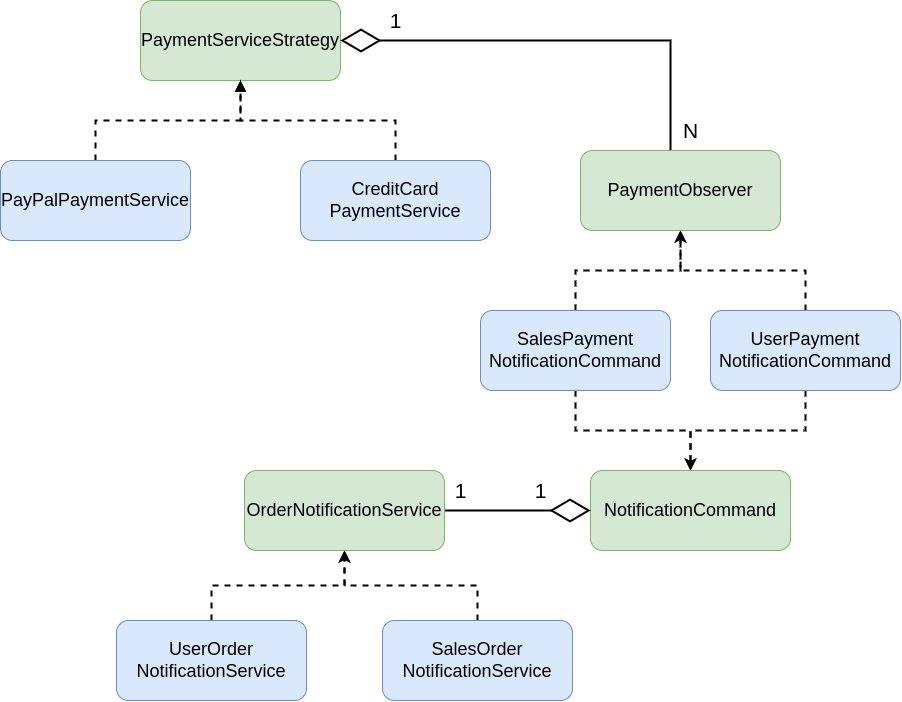 PaymentServiceStrategy
1
N
PayPalPaymentService
CreditCard
PaymentService
PaymentObserver
SalesPayment
NotificationCommand
UserPayment
NotificationCommand
OrderNotificationService
1
1
NotificationCommand
UserOrder
NotificationService
SalesOrder
NotificationService